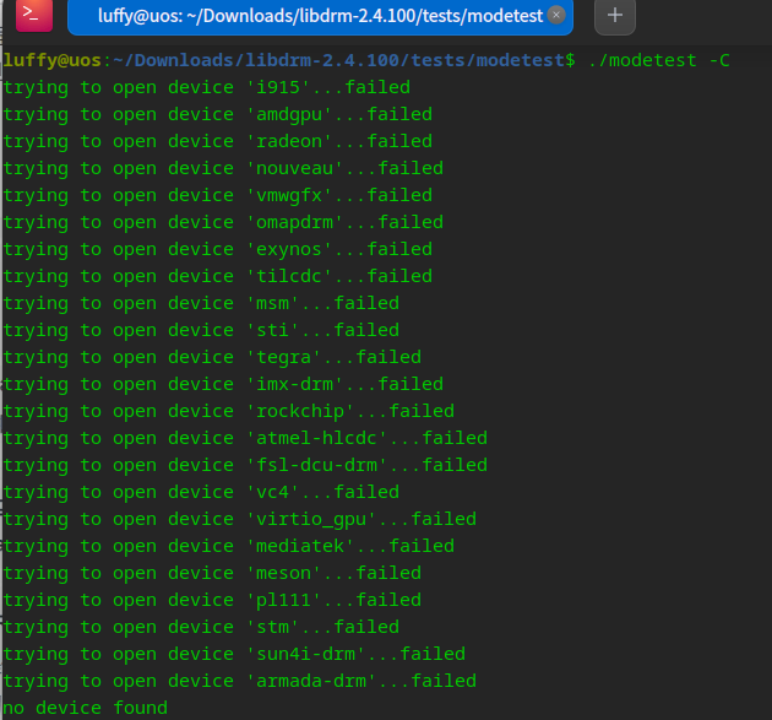 luffy@uos: ~/Downloads/libdrm-2.4.100/tests/modetest
luffy@uos:~/Downloads/libdrm-2.4.100/tests/modetest$ ./modetest -C
trying to open device 'i915'...failed
trying to open device 'amdgpu'...failed
trying to open device 'radeon'...failed
trying to open device 'nouveau'...failed
trying to open device 'vmwgfx'...failed
trying to open device 'omapdrm'...failed
trying to open device 'exynos'...failed
trying to open device 'tilcdc'...failed
trying to open device 'msm'...failed
trying to open device 'sti'...failed
trying to open device 'tegra'...failed
trying to open device 'imx-drm'...failed
trying to open device 'rockchip'...failed
trying to open device 'atmel-hlcdc'...failed
trying to open device 'fsl-dcu-drm'...failed
trying to open device 'vc4'...failed
trying to open device 'virtio_gpu'...failed
trying to open device 'mediatek'...failed
trying to open device 'meson'...failed
trying to open device 'pl111'...failed
trying to open device 'stm'...failed
trying to open device 'sun4i-drm'...failed
trying to open device 'armada-drm'...failed
no device found